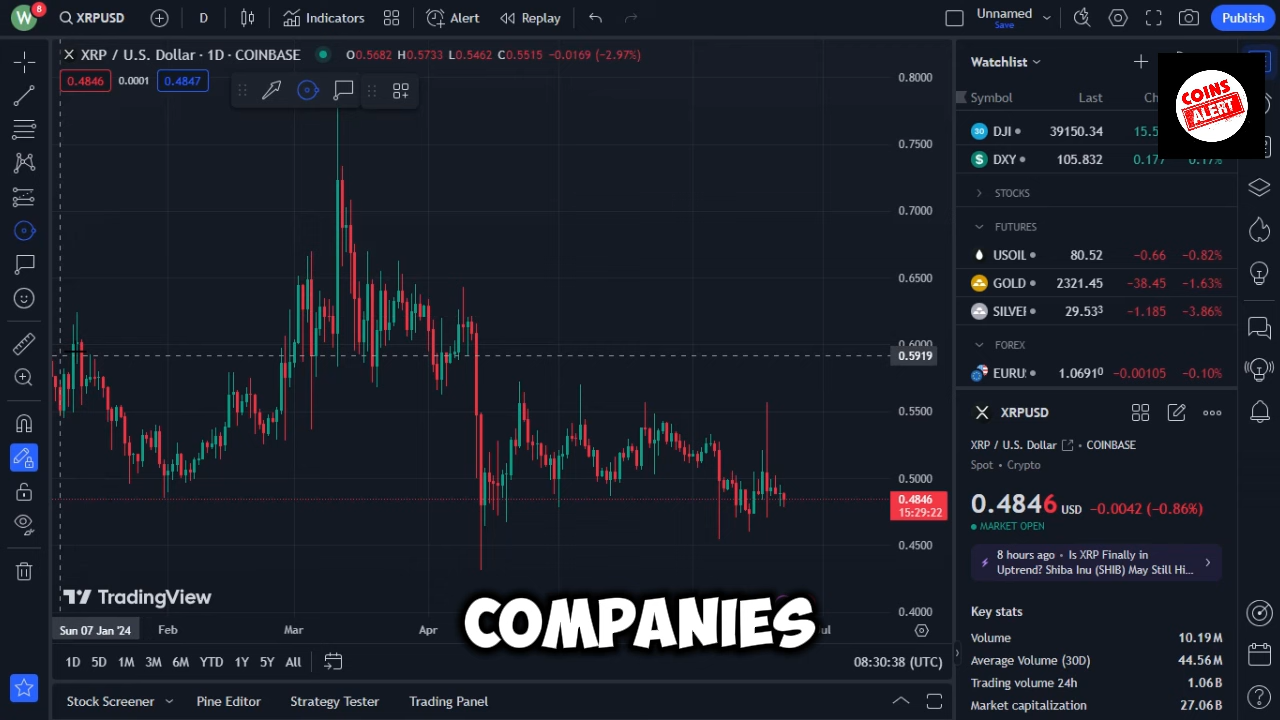 W 8 XRPUSD D Indicators Alert Replay Unnamed Save Publish
XRP / U.S. Dollar · 1D · COINBASE O0.5682 H0.5733 L0.5462 C0.5515 −0.0169 (−2.97%)
0.4846 0.0001 0.4847
0.8000
0.7500
0.7000
0.6500
0.6000
0.5919
0.5500
0.5000
0.4846
15:29:22
0.4500
0.4000
TradingView
COMPANIES
Sun 07 Jan '24 Feb Mar Apr
1D 5D 1M 3M 6M YTD 1Y 5Y All 08:30:38 (UTC)
Stock Screener Pine Editor Strategy Tester Trading Panel
Watchlist
COINS
ALERT
Symbol Last
30 DJI 39150.34
$ DXY 105.832 0.177 0.17%
STOCKS
FUTURES
USOIL 80.52 −0.66 −0.82%
GOLD 2321.45 −38.45 −1.63%
SILVER 29.533 −1.185 −3.86%
FOREX
EURU 1.06910 −0.00105 −0.10%
XRPUSD
XRP / U.S. Dollar · COINBASE
Spot · Crypto
0.4846 USD −0.0042 (−0.86%)
MARKET OPEN
8 hours ago · Is XRP Finally in
Uptrend? Shiba Inu (SHIB) May Still Hi...
Key stats
Volume 10.19M
Average Volume (30D) 44.56M
Trading volume 24h 1.06B
Market capitalization 27.06B